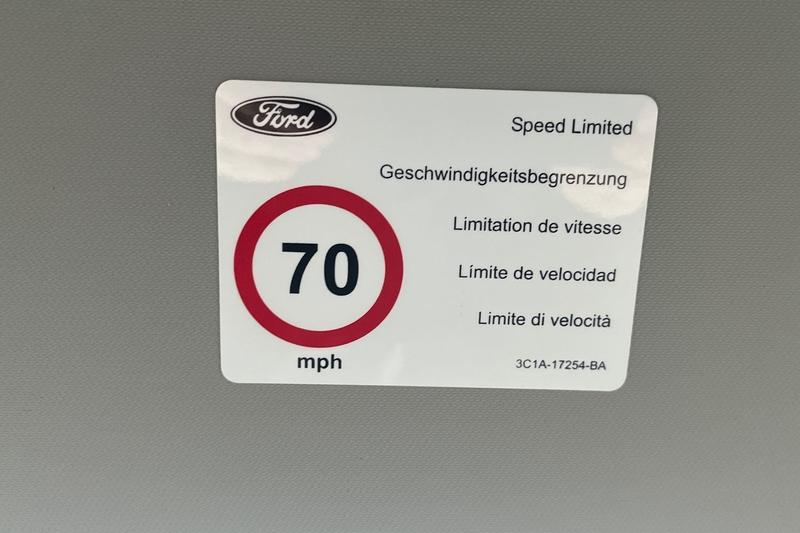 Ford
Speed Limited
Geschwindigkeitsbegrenzung
Limitation de vitesse
Límite de velocidad
Limite di velocità
70
mph
3C1A-17254-BA